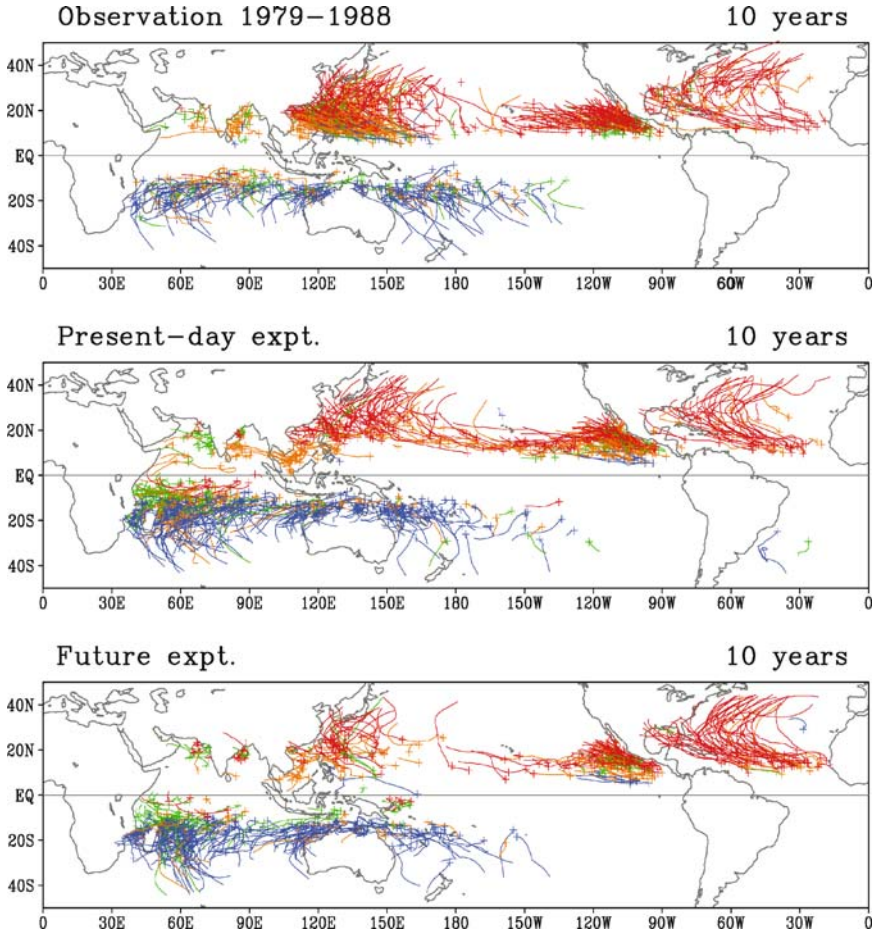 Observation 1979-1988 10 years
40N
20N
EQ
20S
40S
0 30E 60E 90E 120E 150E 180 150W 120W 90W 60W 30W 0
Present-day expt. 10 years
40N
20N
EQ
20S
40S
0 30E 60E 90E 120E 150E 180 150W 120W 90W 60W 30W 0
Future expt. 10 years
40N
20N
EQ
20S
40S
0 30E 60E 90E 120E 150E 180 150W 120W 90W 60W 30W 0